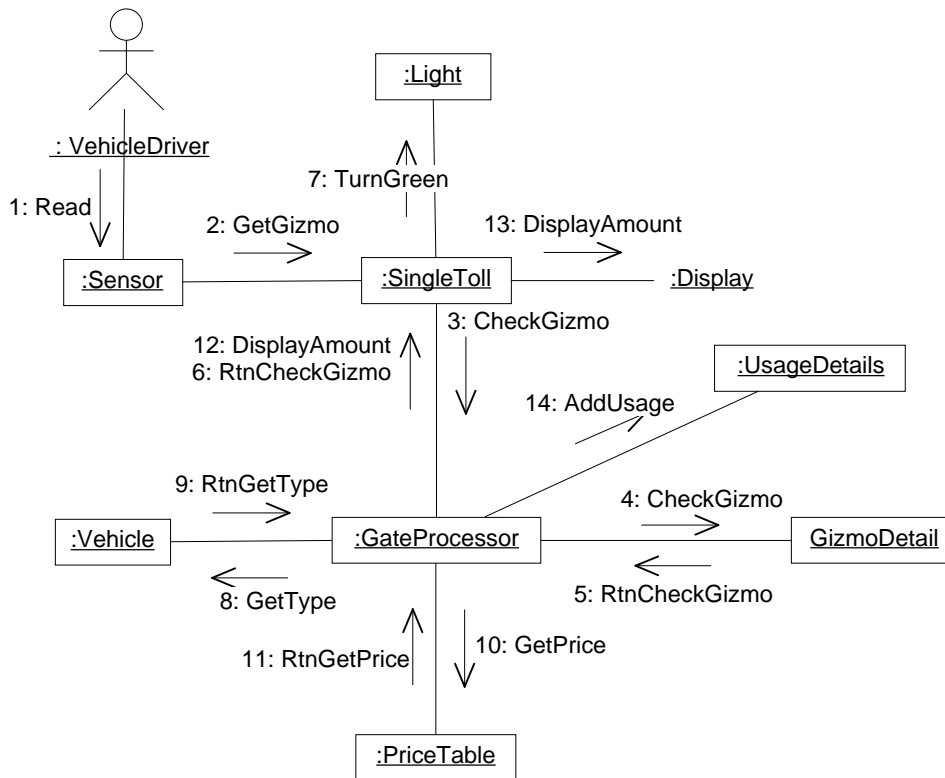 :Light
: VehicleDriver
7: TurnGreen
1: Read
2: GetGizmo
13: DisplayAmount
:Sensor
:SingleToll
:Display
3: CheckGizmo
12: DisplayAmount
6: RtnCheckGizmo
:UsageDetails
14: AddUsage
9: RtnGetType
4: CheckGizmo
:Vehicle
:GateProcessor
GizmoDetail
8: GetType
5: RtnCheckGizmo
11: RtnGetPrice
10: GetPrice
:PriceTable